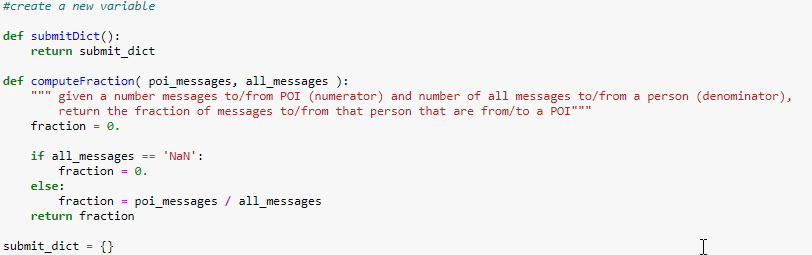 #create a new variable
def submitDict():
    return submit_dict
def computeFraction( poi_messages, all_messages ):
    """ given a number messages to/from POI (numerator) and number of all messages to/from a person (denominator),
        return the fraction of messages to/from that person that are from/to a POI"""
    fraction = 0.
    if all_messages == 'NaN':
        fraction = 0.
    else:
        fraction = poi_messages / all_messages
    return fraction
submit_dict = {}